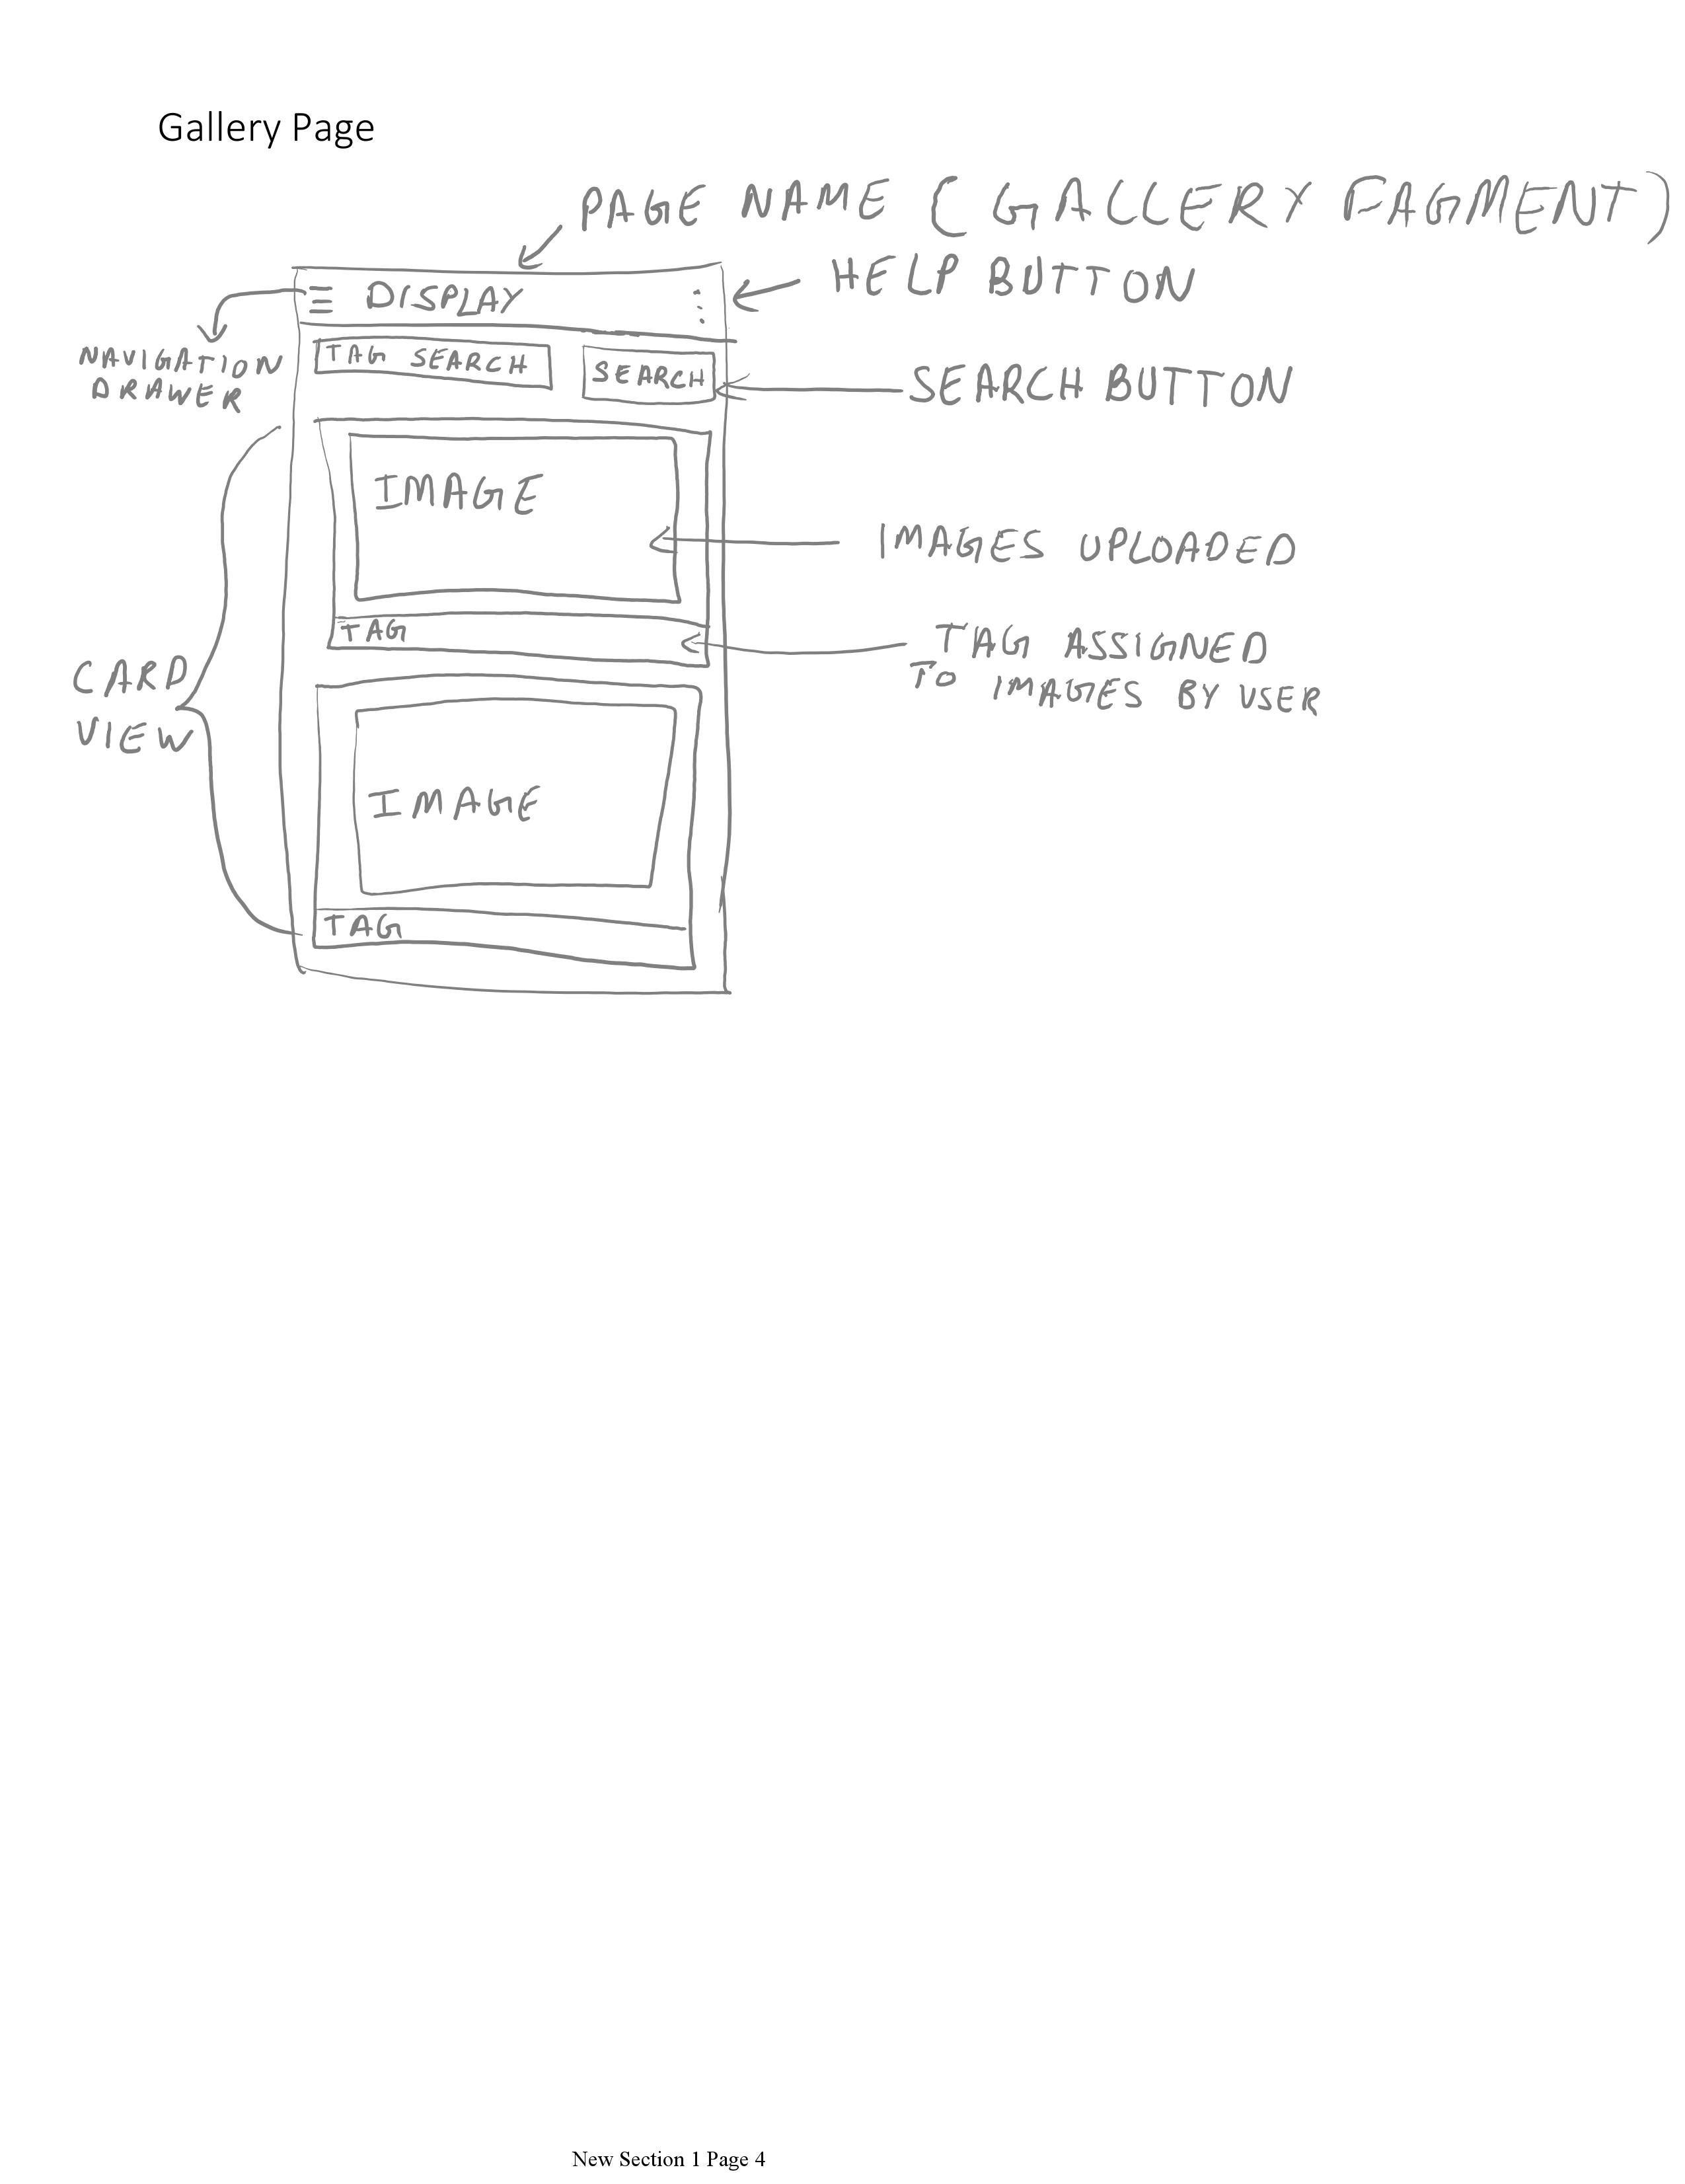 Gallery Page
PAGE NAME (GALLERY FAGMENT)
HELP BUTTON
DISPLAY
NAVIGATION
DRAWER
TAG SEARCH
SEARCH
SEARCH BUTTON
IMAGE
IMAGES UPLOADED
TAG
TAG ASSIGNED
TO IMAGES BY USER
CARD
VIEW
IMAGE
TAG
New Section 1 Page 4